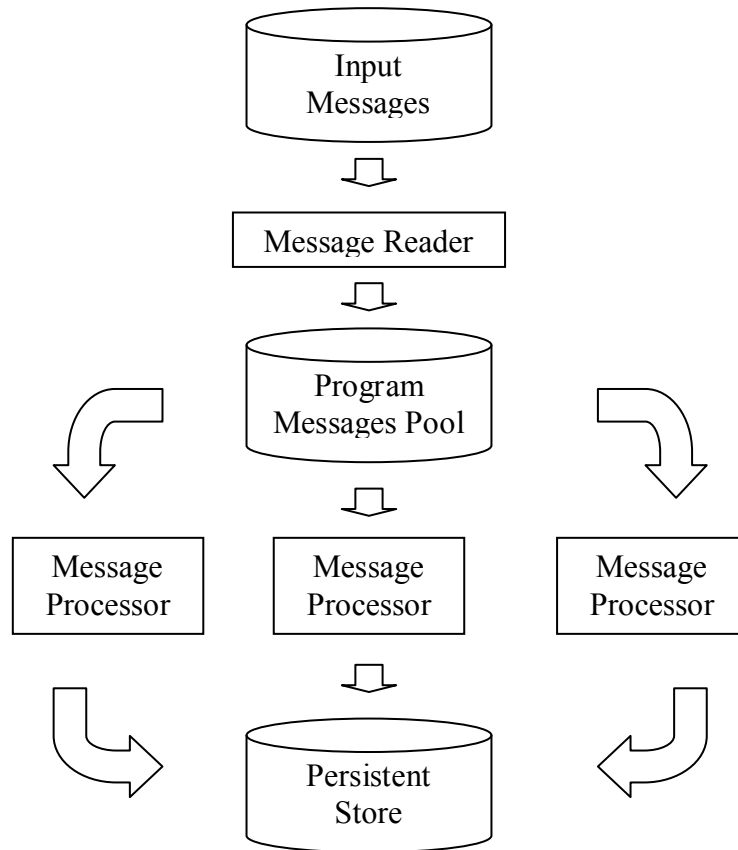 Input
Messages
Message Reader
Program
Messages Pool
Message
Processor
Message
Processor
Message
Processor
Persistent
Store